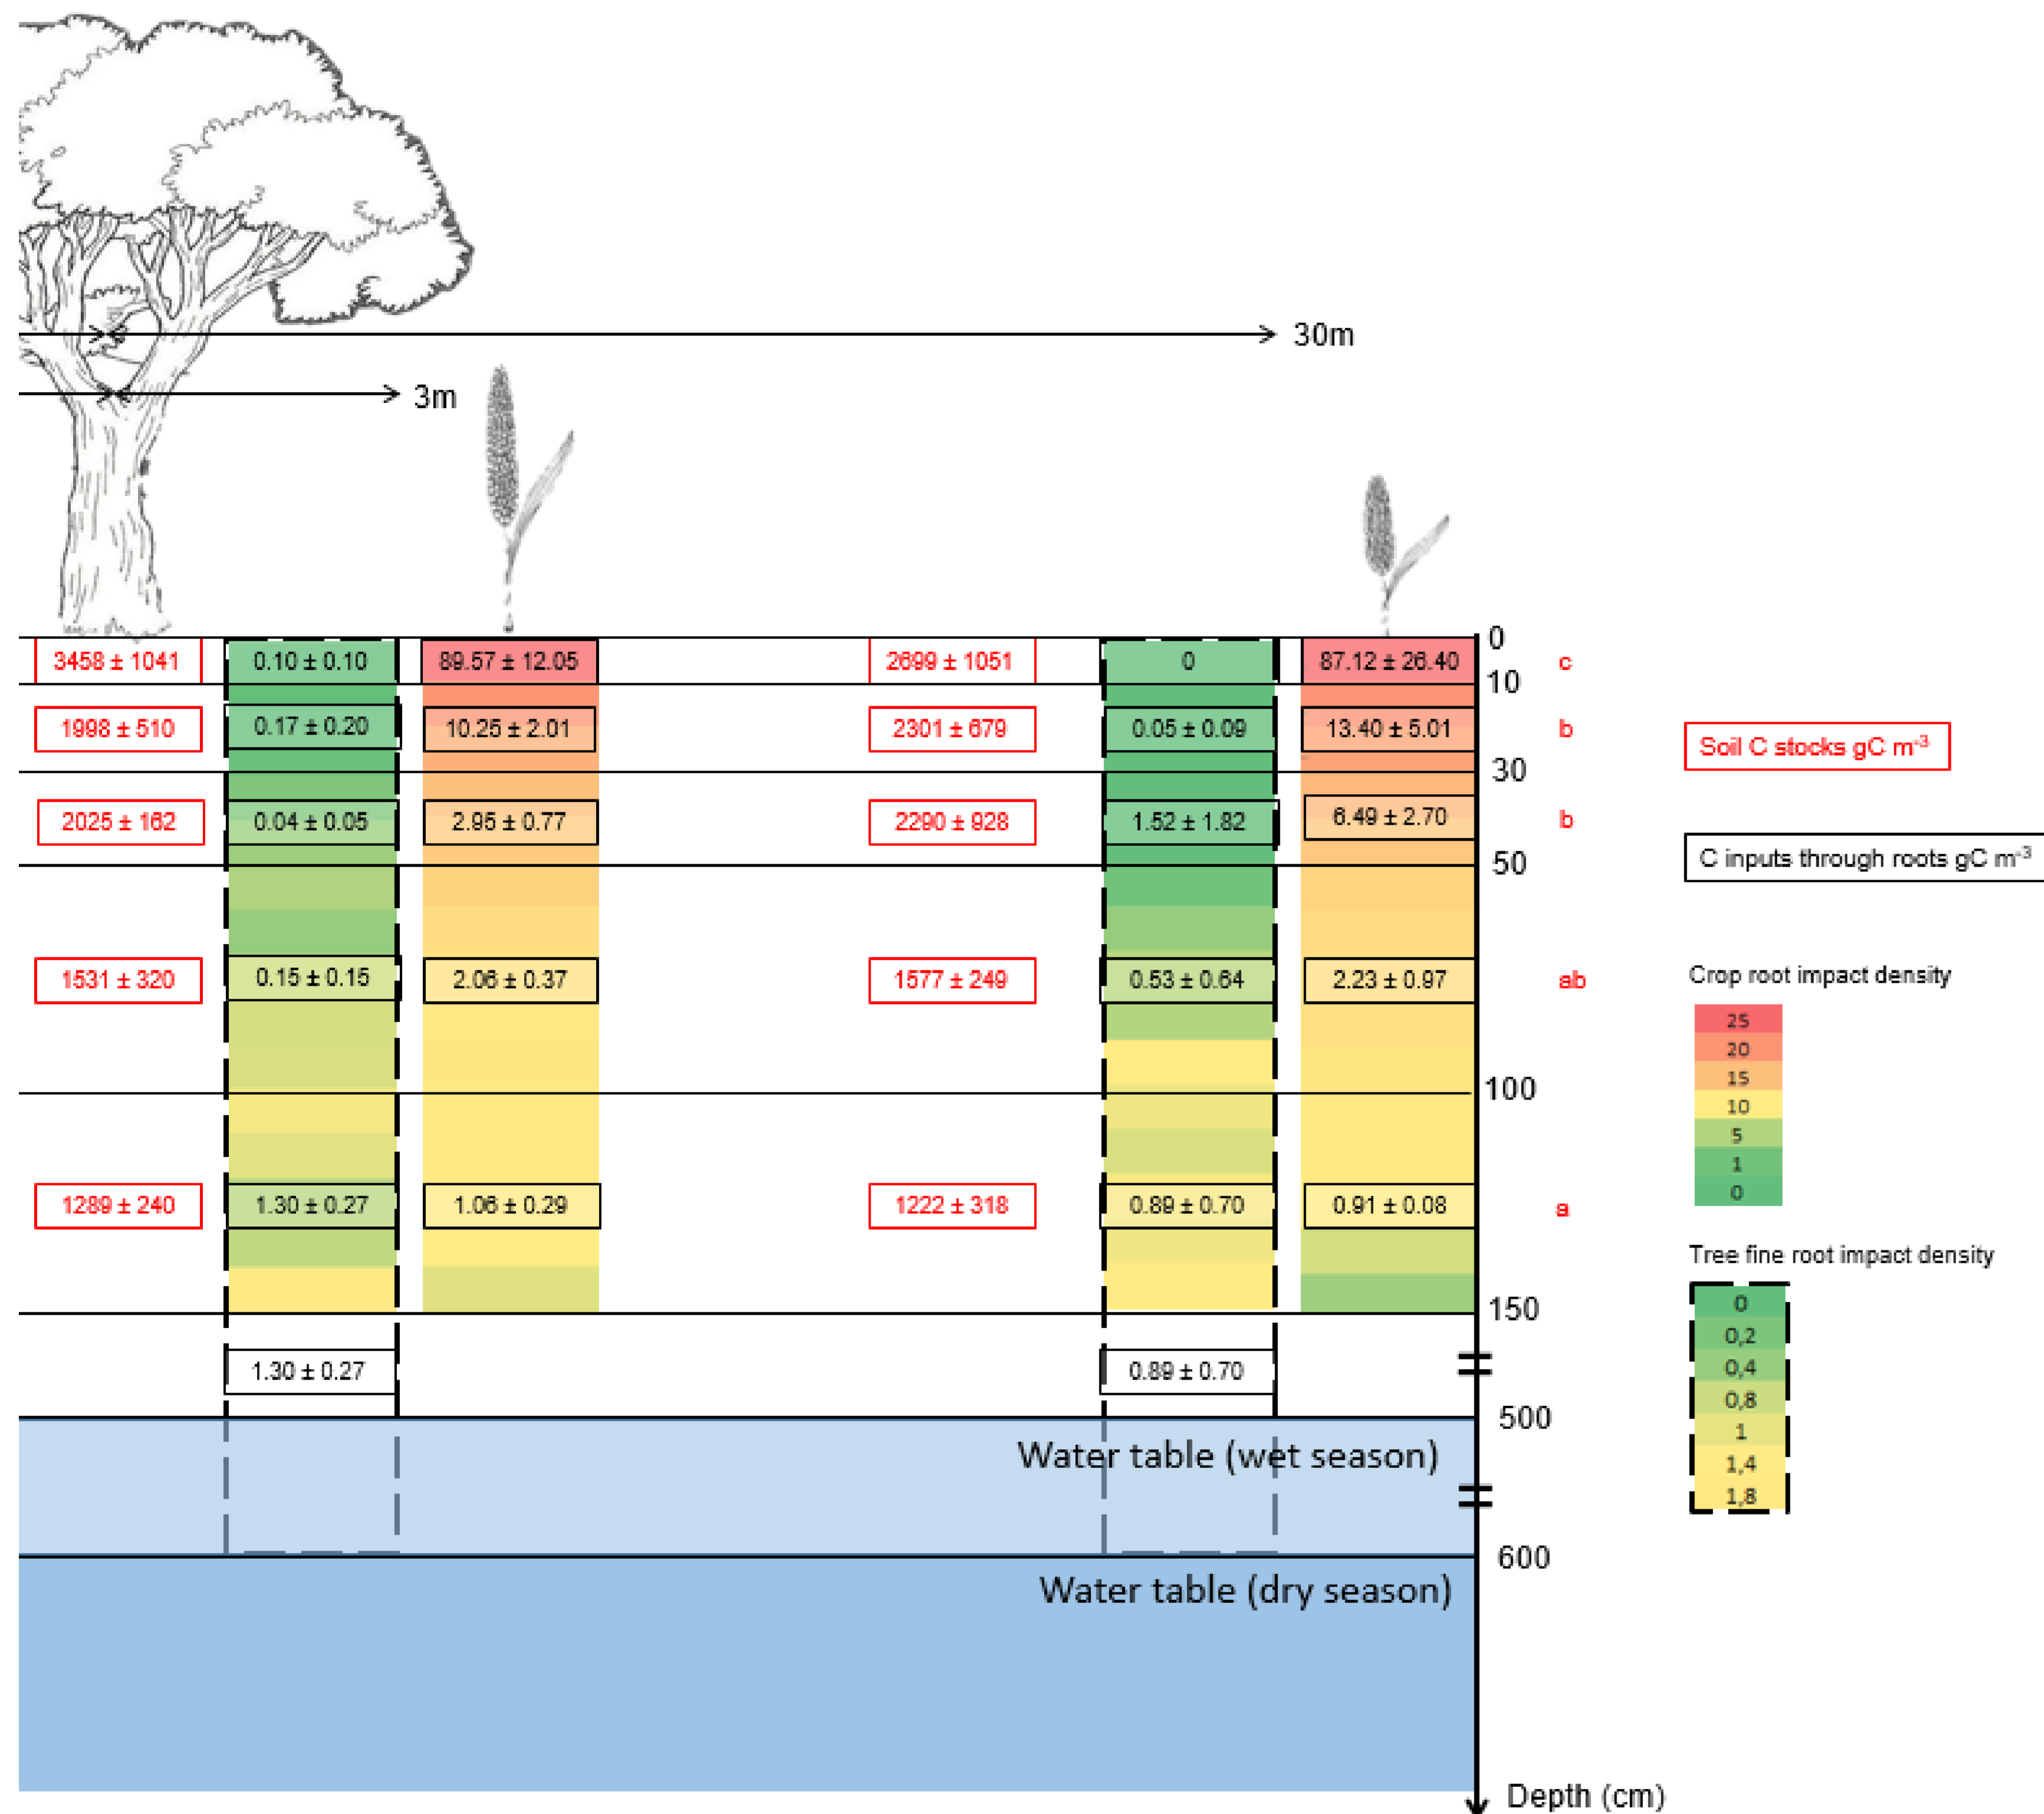 30m
3m
0
3458 ± 1041 0.10 ± 0.10 89.57 ± 12.05 2699 ± 1051 0 87.12 ± 26.40 c
10
1998 ± 510 0.17 ± 0.20 10.25 ± 2.01 2301 ± 679 0.05 ± 0.09 13.40 ± 5.01 b
30
2025 ± 162 0.04 ± 0.05 2.95 ± 0.77 2290 ± 928 1.52 ± 1.82 6.49 ± 2.70 b
50
1531 ± 320 0.15 ± 0.15 2.06 ± 0.37 1577 ± 249 0.53 ± 0.64 2.23 ± 0.97 ab
100
1289 ± 240 1.30 ± 0.27 1.06 ± 0.29 1222 ± 318 0.89 ± 0.70 0.91 ± 0.08 a
150
1.30 ± 0.27 0.89 ± 0.70
500
Water table (wet season)
600
Water table (dry season)
Depth (cm)
Soil C stocks gC m⁻³
C inputs through roots gC m⁻³
Crop root impact density
25
20
15
10
5
1
0
Tree fine root impact density
0
0,2
0,4
0,8
1
1,4
1,8